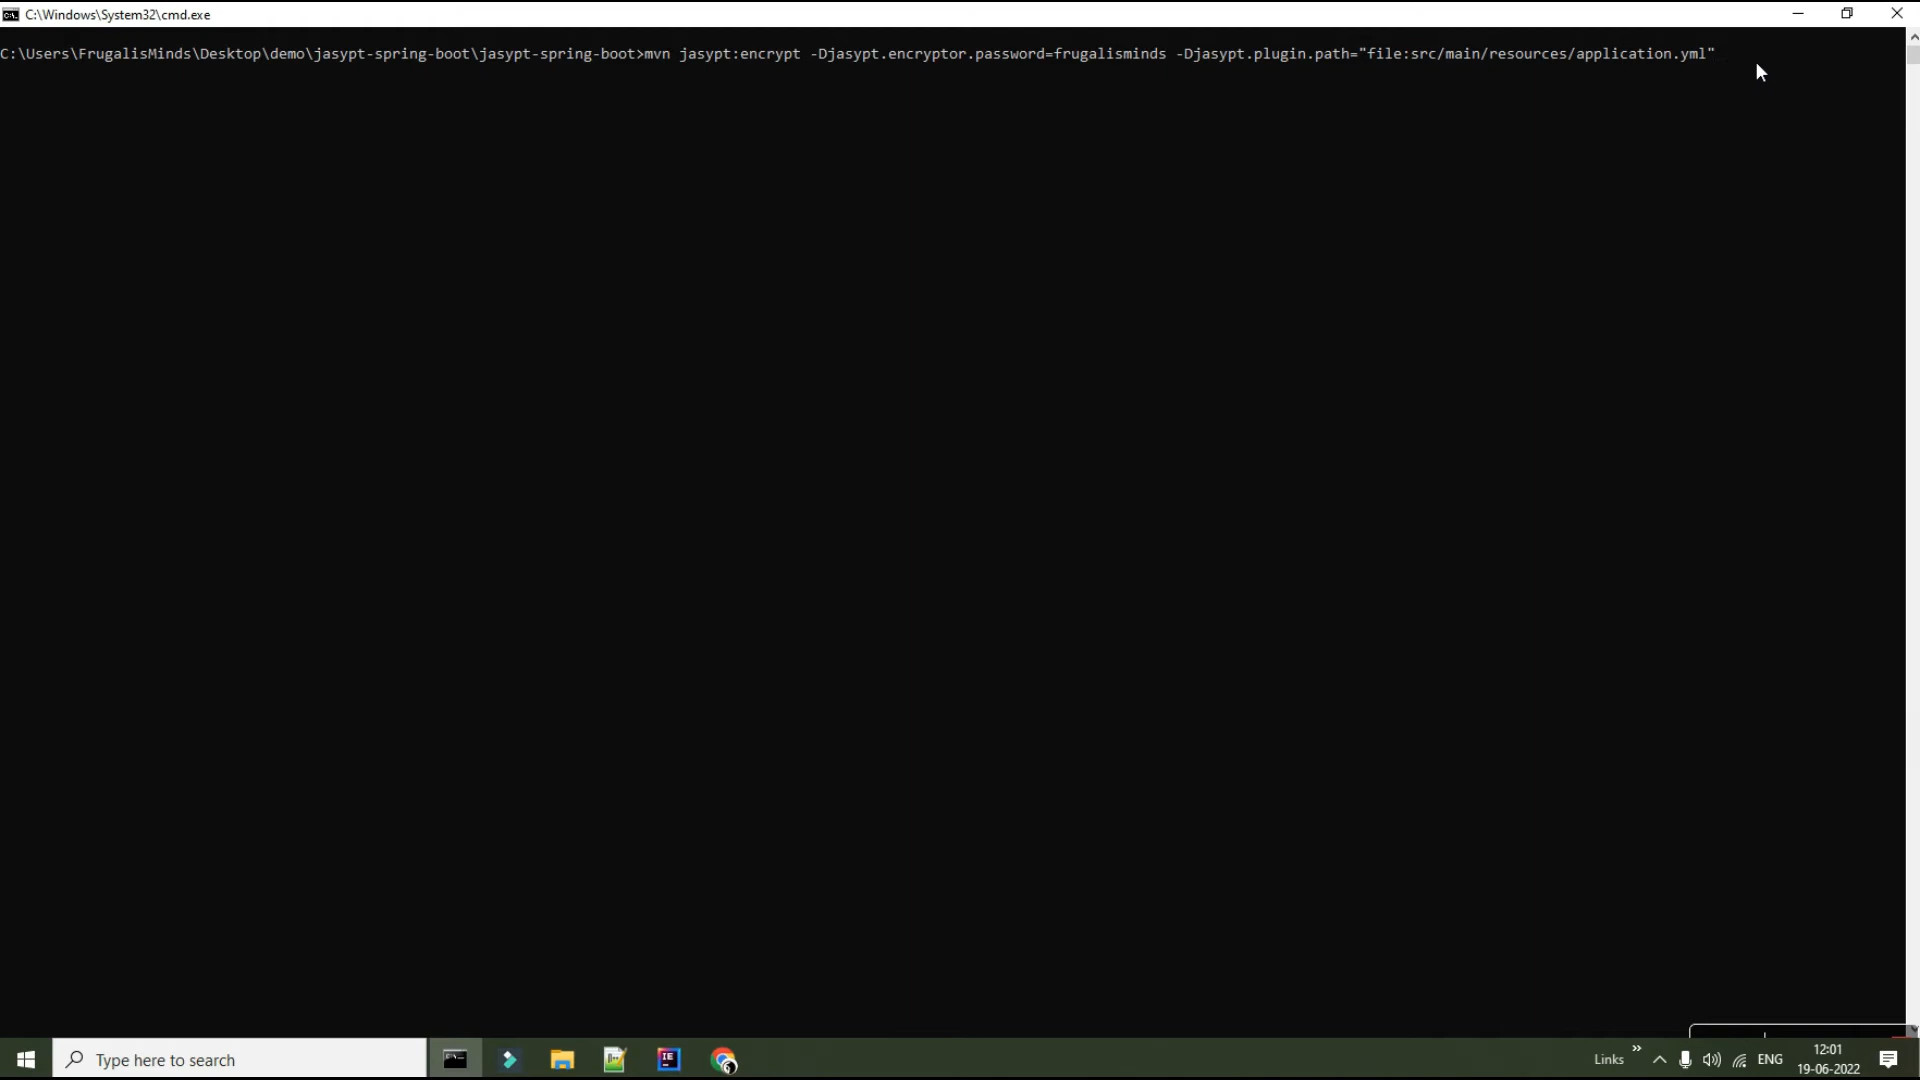 C:\Windows\System32\cmd.exe
C:\Users\FrugalisMinds\Desktop\demo\jasypt-spring-boot\jasypt-spring-boot>mvn jasypt:encrypt -Djasypt.encryptor.password=frugalisminds -Djasypt.plugin.path="file:src/main/resources/application.yml"
Type here to search
Links
ENG
12:01
19-06-2022